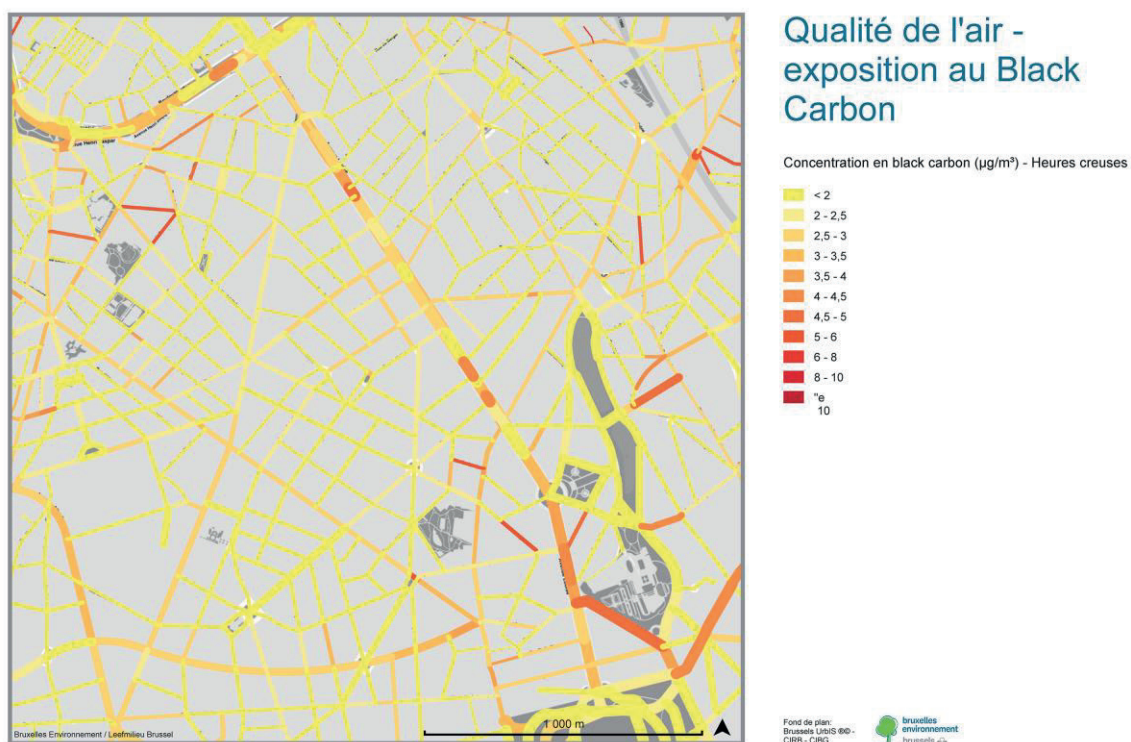 Qualité de l'air -
exposition au Black
Carbon
Concentration en black carbon (µg/m³) - Heures creuses
< 2
2 - 2,5
2,5 - 3
3 - 3,5
3,5 - 4
4 - 4,5
4,5 - 5
5 - 6
6 - 8
8 - 10
"e
10
1 000 m
Bruxelles Environnement / Leefmilieu Brussel
Fond de plan:
Brussels UrbIS ®© -
CIRB - CIBG
bruxelles
environnement
brussels